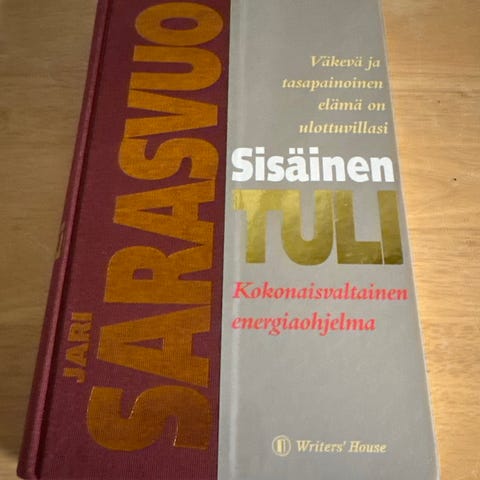 JARI
SARASVUO
Väkevä ja
tasapainoinen
elämä on
ulottuvillasi
Sisäinen
TULI
Kokonaisvaltainen
energiaohjelma
Writers' House